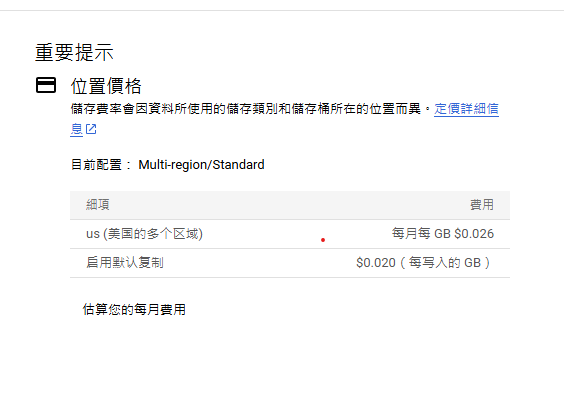 重要提示
位置價格
儲存費率會因資料所使用的儲存類別和儲存桶所在的位置而異。定價詳細信
息
目前配置： Multi-region/Standard
細項 費用
us (美国的多个区域) 每月每 GB $0.026
启用默认复制 $0.020（每写入的 GB）
估算您的每月費用